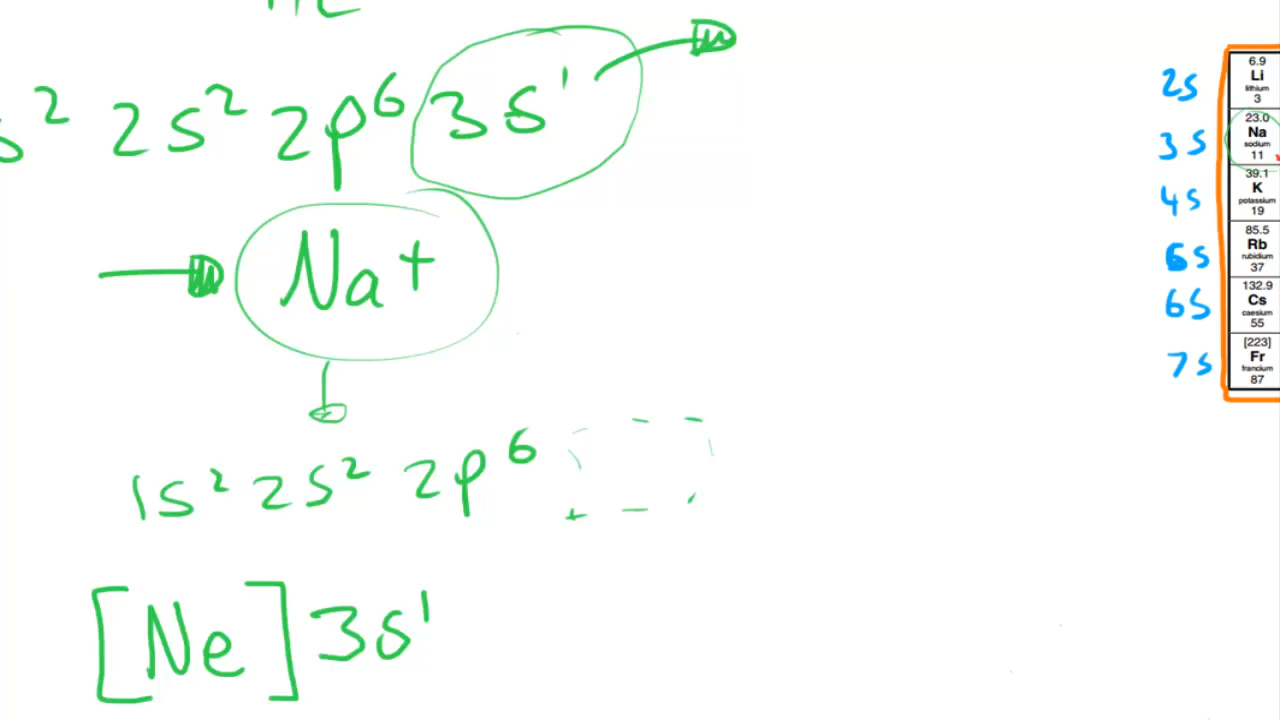 s² 2s² 2p⁶ 3s¹
Na⁺
1s² 2s² 2p⁶
[Ne] 3s¹
2s
3s
4s
5s
6s
7s
6.9
Li
lithium
3
23.0
Na
sodium
11
39.1
K
potassium
19
85.5
Rb
rubidium
37
132.9
Cs
caesium
55
[223]
Fr
francium
87